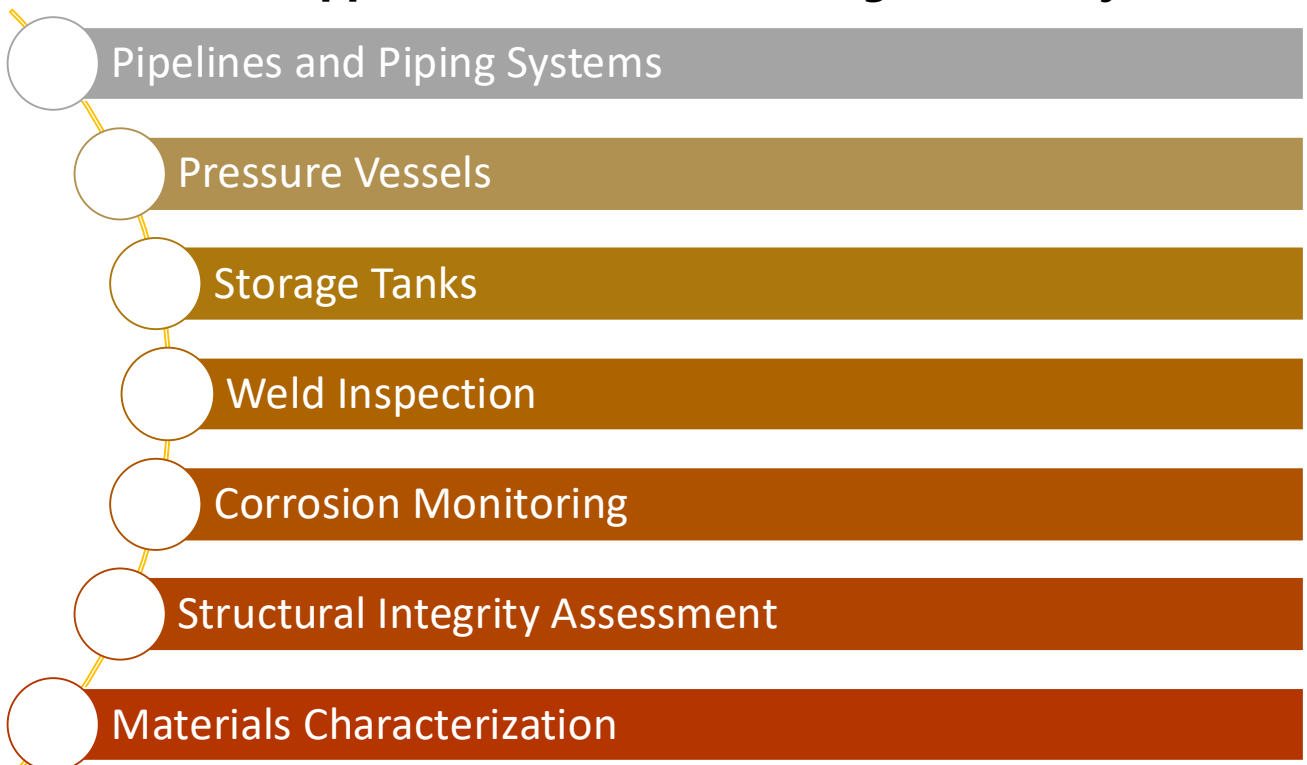 Pipelines and Piping Systems
Pressure Vessels
Storage Tanks
Weld Inspection
Corrosion Monitoring
Structural Integrity Assessment
Materials Characterization